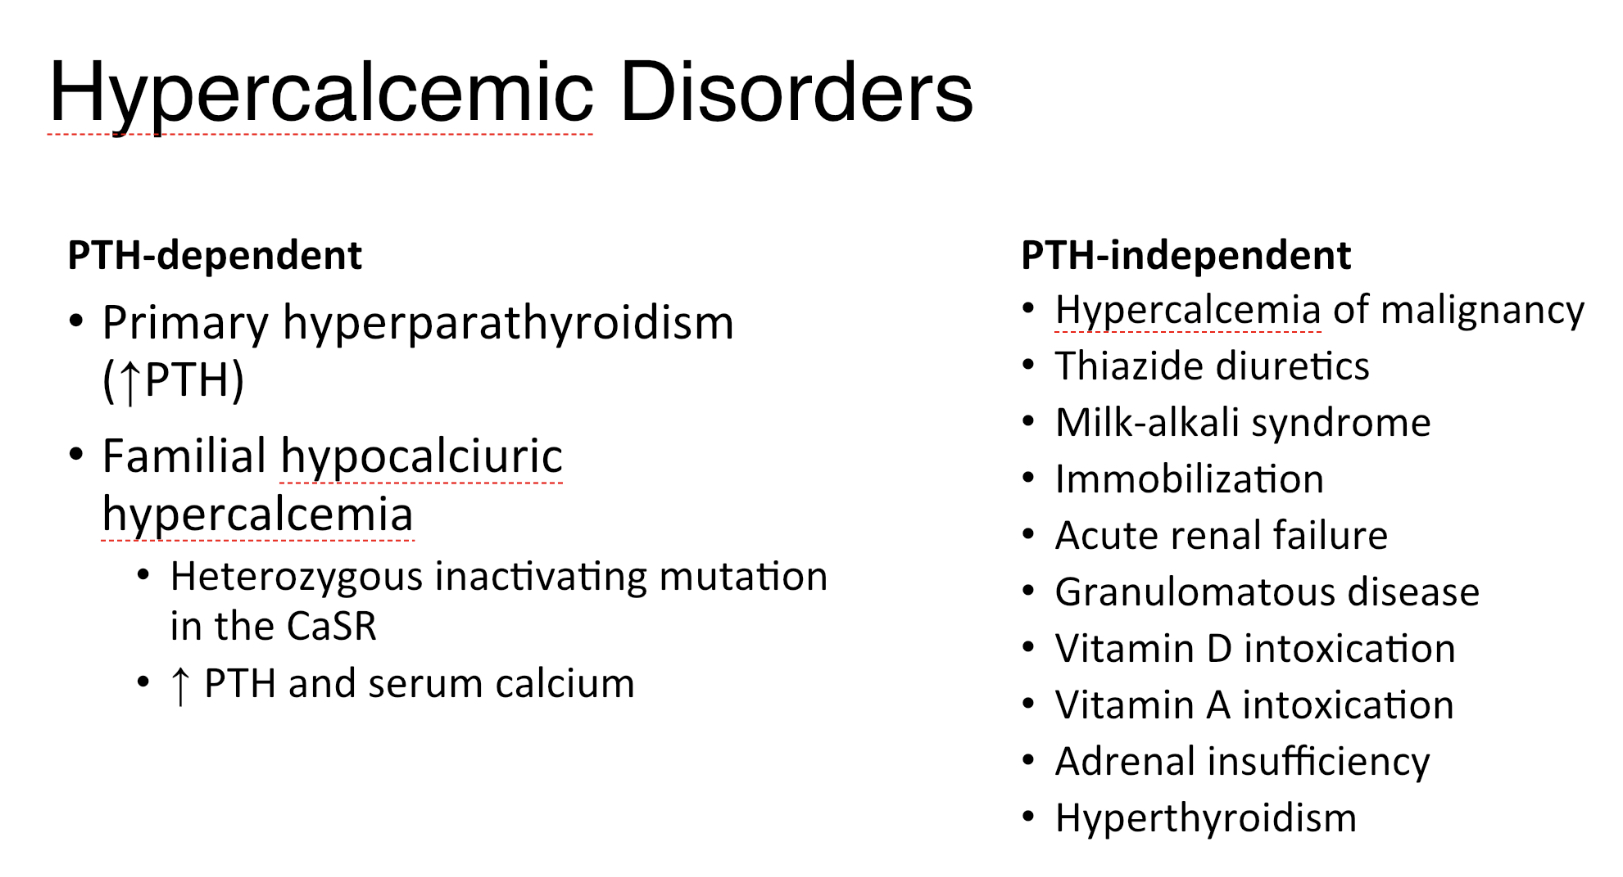 Hypercalcemic Disorders
PTH-dependent
• Primary hyperparathyroidism
(↑PTH)
• Familial hypocalciuric
hypercalcemia
• Heterozygous inactivating mutation
in the CaSR
• ↑ PTH and serum calcium
PTH-independent
• Hypercalcemia of malignancy
• Thiazide diuretics
• Milk-alkali syndrome
• Immobilization
• Acute renal failure
• Granulomatous disease
• Vitamin D intoxication
• Vitamin A intoxication
• Adrenal insufficiency
• Hyperthyroidism